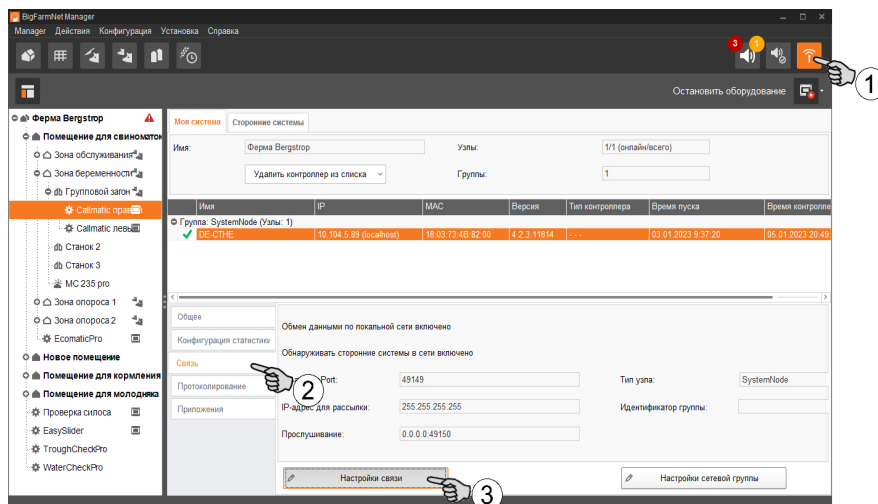 BigFarmNet Manager
Manager Действия Конфигурация Установка Справка
3 1
1
Остановить оборудование
Ферма Bergstrop
Помещение для свиноматок
Зона обслуживания
Зона беременности
Групповой загон
Callmatic прав
Callmatic левы
Станок 2
Станок 3
MC 235 pro
Зона опороса 1
Зона опороса 2
EcomaticPro
Новое помещение
Помещение для кормления
Помещение для молодняка
Проверка силоса
EasySlider
TroughCheckPro
WaterCheckPro
Моя система Сторонние системы
Имя: Ферма Bergstrop Узлы: 1/1 (онлайн/всего)
Удалить контроллер из списка Группы: 1
Имя IP MAC Версия Тип контроллера Время пуска Время контролле
Группа: SystemNode (Узлы: 1)
DE-CTHE 10.104.5.89 (localhost) 18:03:73:4B:82:00 4.2.3.11814 - - - 03.01.2023 9:37:20 05.01.2023 20:49:
Общее
Конфигурация статистики
Связь
Протоколирование
Приложения
2
Обмен данными по локальной сети включено
Обнаруживать сторонние системы в сети включено
Port: 49149 Тип узла: SystemNode
IP-адрес для рассылки: 255.255.255.255 Идентификатор группы:
Прослушивание: 0.0.0.0:49150
Настройки связи Настройки сетевой группы
3